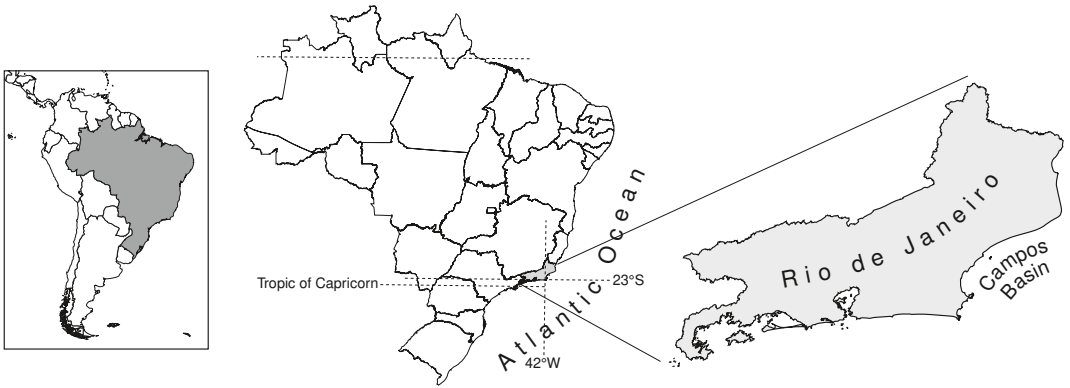 Tropic of Capricorn
23°S
42°W
Atlantic Ocean
Rio de Janeiro
Campos
Basin